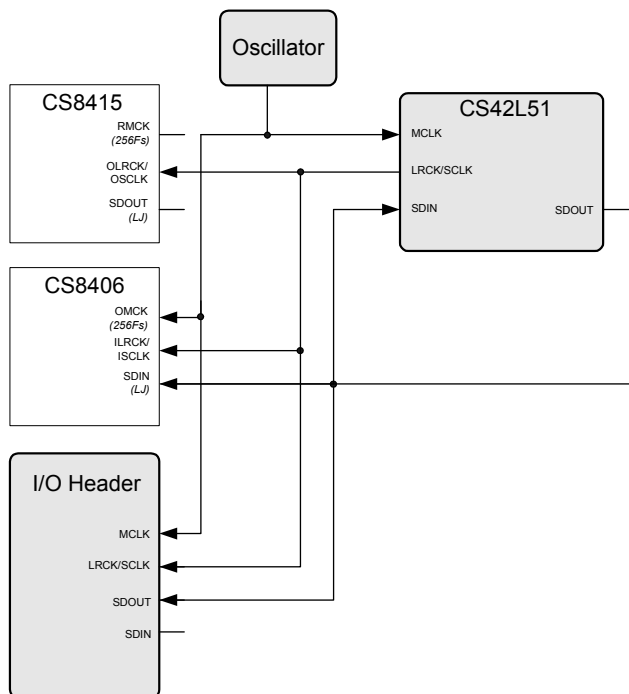 Oscillator
CS8415
RMCK
(256Fs)
OLRCK/
OSCLK
SDOUT
(LJ)
CS42L51
MCLK
LRCK/SCLK
SDIN
SDOUT
CS8406
OMCK
(256Fs)
ILRCK/
ISCLK
SDIN
(LJ)
I/O Header
MCLK
LRCK/SCLK
SDOUT
SDIN